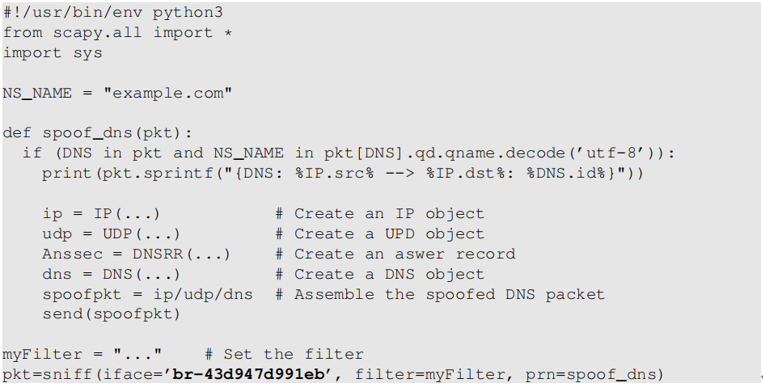 #!/usr/bin/env python3
from scapy.all import *
import sys
NS_NAME = "example.com"
def spoof_dns(pkt):
if (DNS in pkt and NS_NAME in pkt[DNS].qd.qname.decode(’utf-8’)):
print(pkt.sprintf("{DNS: %IP.src% --> %IP.dst%: %DNS.id%}"))
ip = IP(...) # Create an IP object
udp = UDP(...) # Create a UPD object
Anssec = DNSRR(...) # Create an aswer record
dns = DNS(...) # Create a DNS object
spoofpkt = ip/udp/dns # Assemble the spoofed DNS packet
send(spoofpkt)
myFilter = "..." # Set the filter
pkt=sniff(iface=’br-43d947d991eb’, filter=myFilter, prn=spoof_dns)